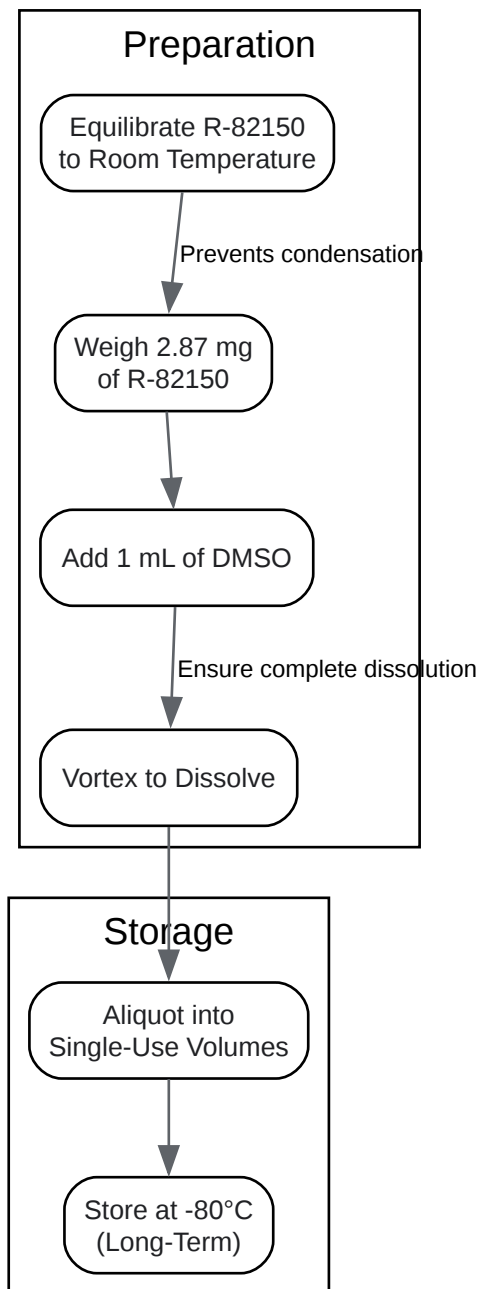 Preparation
Equilibrate R-82150
to Room Temperature
Prevents condensation
Weigh 2.87 mg
of R-82150
Add 1 mL of DMSO
Ensure complete dissolution
Vortex to Dissolve
Storage
Aliquot into
Single-Use Volumes
Store at -80°C
(Long-Term)